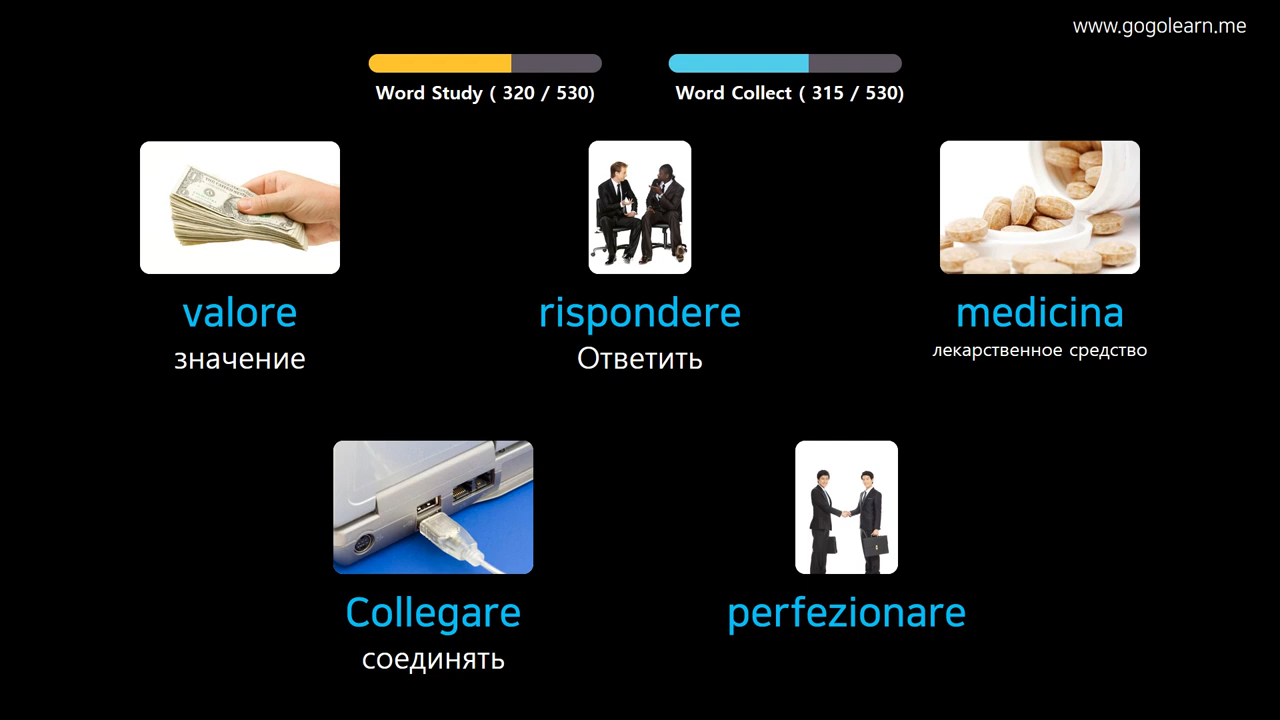 www.gogolearn.me
Word Study ( 320 / 530)
Word Collect ( 315 / 530)
valore
значение
rispondere
Ответить
medicina
лекарственное средство
Collegare
соединять
perfezionare